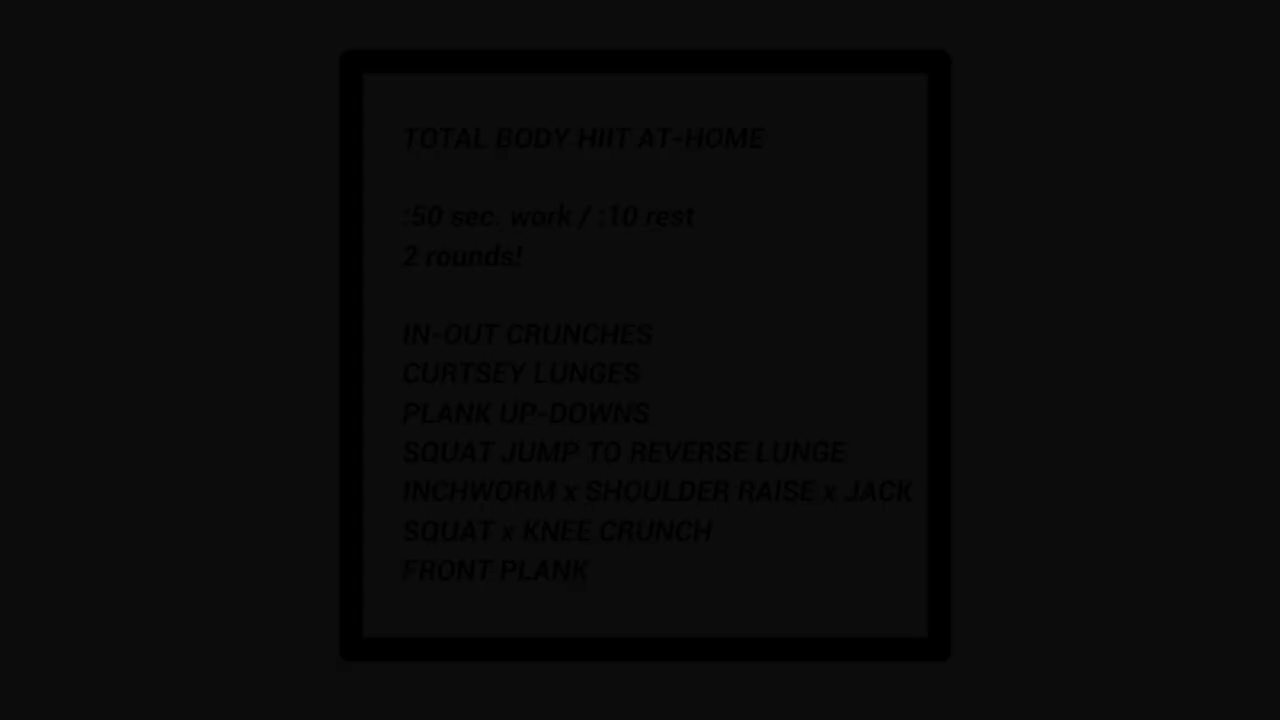 TOTAL BODY HIIT AT-HOME
:50 sec. work / :10 rest
2 rounds!
IN-OUT CRUNCHES
CURTSEY LUNGES
PLANK UP-DOWNS
SQUAT JUMP TO REVERSE LUNGE
INCHWORM x SHOULDER RAISE x JACK
SQUAT x KNEE CRUNCH
FRONT PLANK